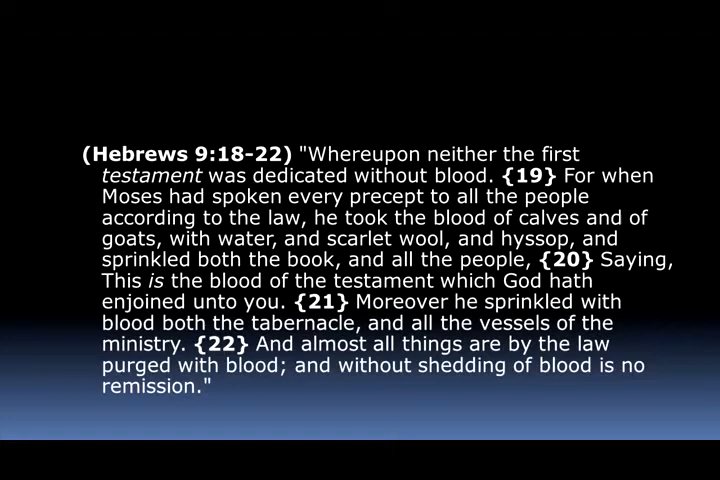 (Hebrews 9:18-22) "Whereupon neither the first
testament was dedicated without blood. {19} For when
Moses had spoken every precept to all the people
according to the law, he took the blood of calves and of
goats, with water, and scarlet wool, and hyssop, and
sprinkled both the book, and all the people, {20} Saying,
This is the blood of the testament which God hath
enjoined unto you. {21} Moreover he sprinkled with
blood both the tabernacle, and all the vessels of the
ministry. {22} And almost all things are by the law
purged with blood; and without shedding of blood is no
remission."